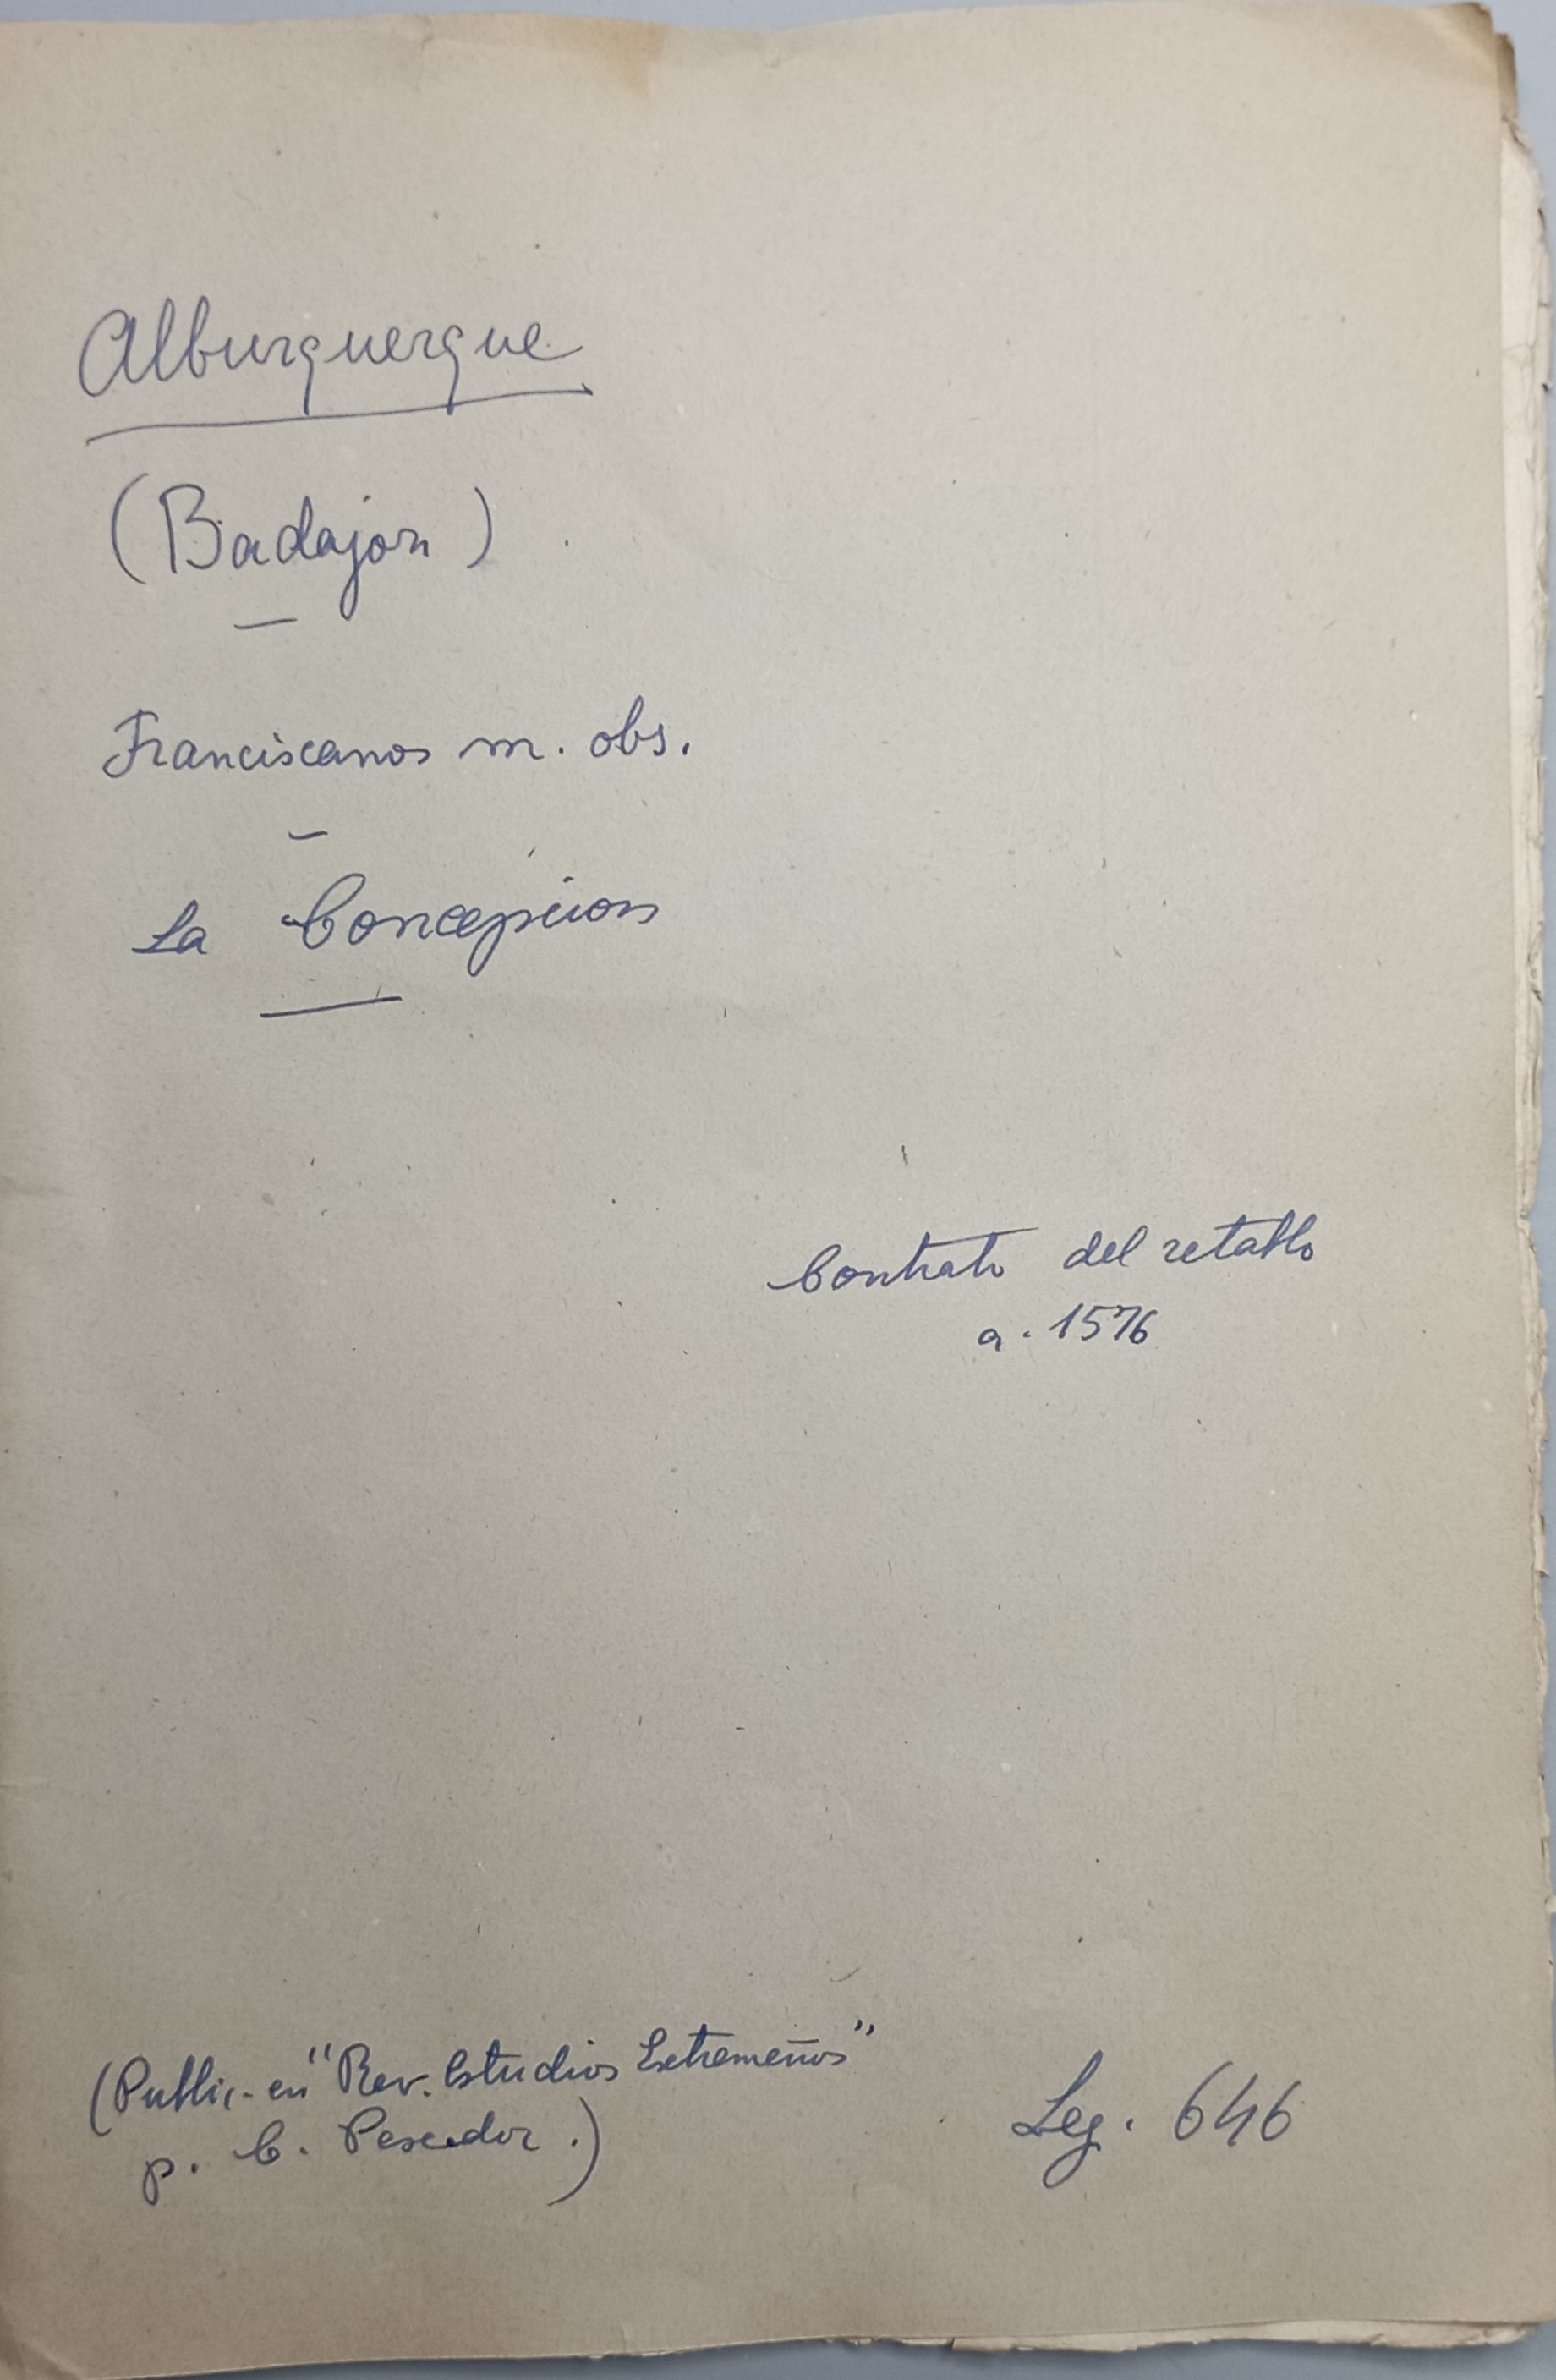 Alburquerque
(Badajoz)
Franciscanos m. obs.
La Concepcion
Contrato del retablo
a. 1576
(Public. en "Rev. Estudios Extremeños"
p. C. Pescador.)
Leg. 646